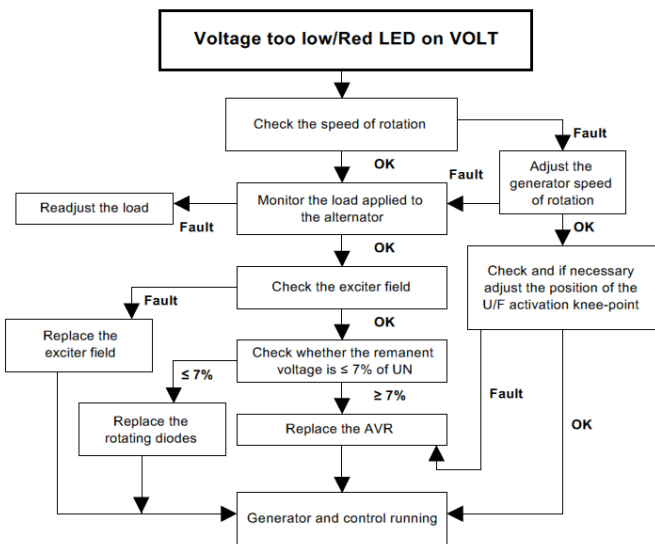 Voltage too low/Red LED on VOLT
Check the speed of rotation
Fault
OK
Adjust the
generator speed
of rotation
Fault
Monitor the load applied to
the alternator
Readjust the load
Fault
OK
OK
Check and if necessary
adjust the position of the
U/F activation knee-point
Check the exciter field
Fault
OK
Replace the
exciter field
Check whether the remanent
voltage is ≤ 7% of UN
≤ 7%
≥ 7%
Fault
Replace the
rotating diodes
Replace the AVR
OK
Generator and control running